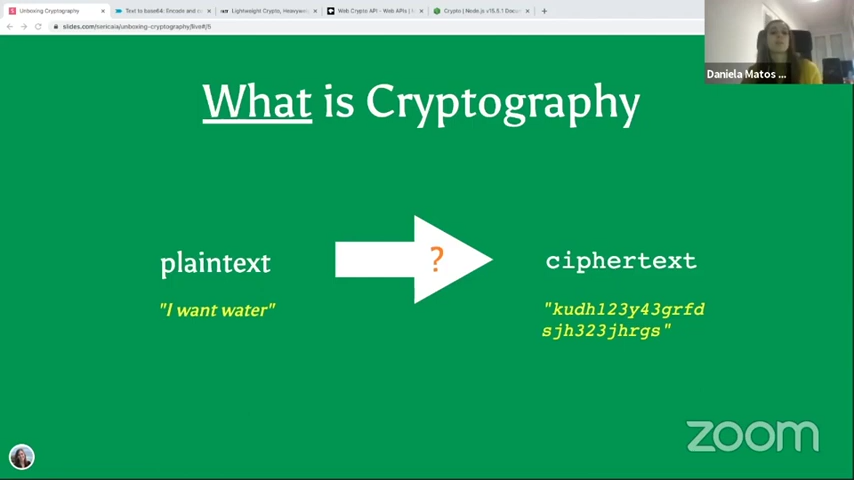 Unboxing Cryptography
Text to base64: Encode and c
Lightweight Crypto, Heavyweig
Web Crypto API - Web APIs | M
Crypto | Node.js v15.5.1 Docum
slides.com/sericaia/unboxing-cryptography/live#/5
Daniela Matos ...
What is Cryptography
plaintext
?
ciphertext
"I want water"
"kudh123y43grfd
sjh323jhrgs"
zoom